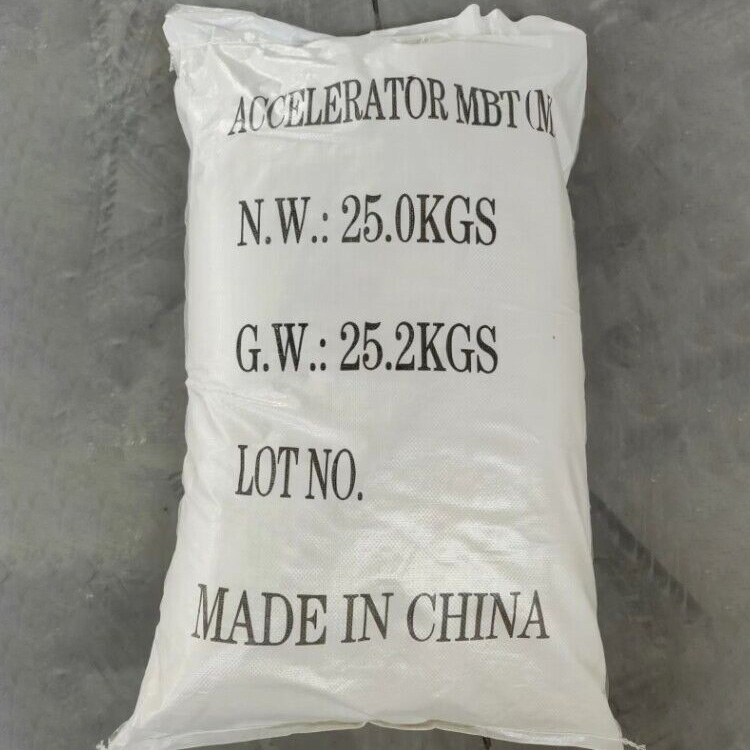 ACCELERATOR MBT (M
N.W.: 25.0KGS
G.W.: 25.2KGS
LOT NO.
MADE IN CHINA